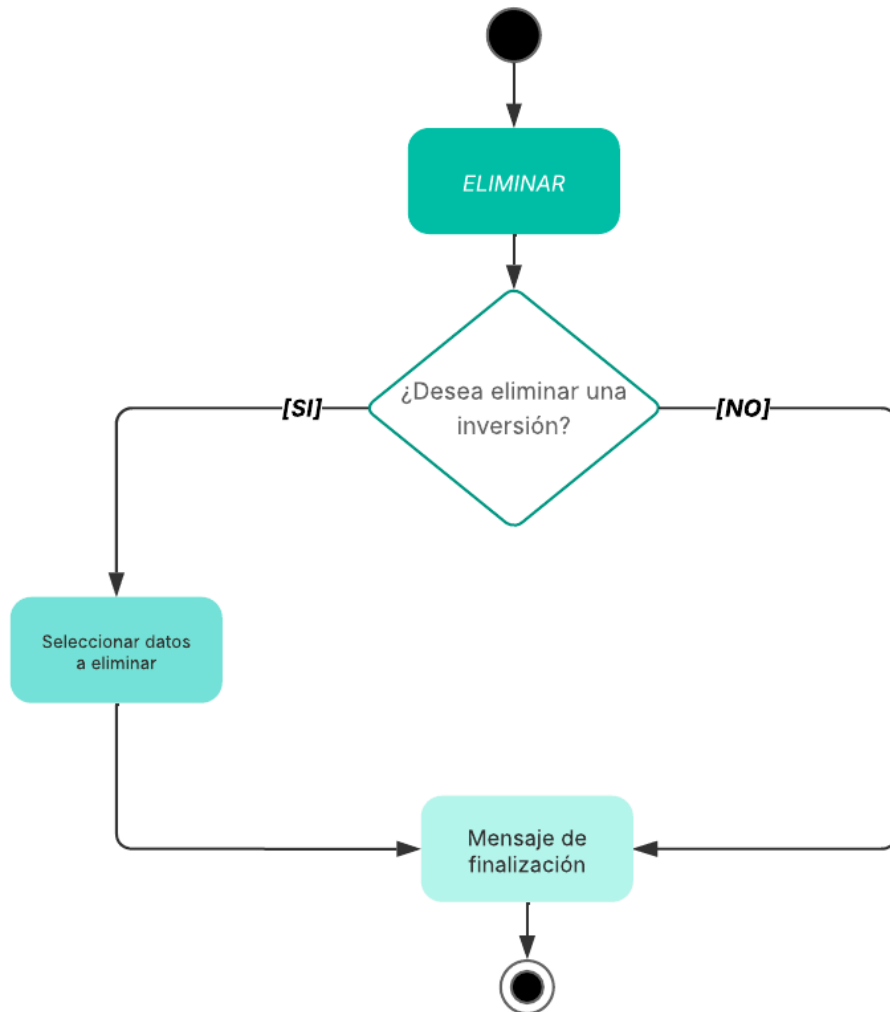 ELIMINAR
¿Desea eliminar una
inversión?
[SI]
[NO]
Seleccionar datos
a eliminar
Mensaje de
finalización